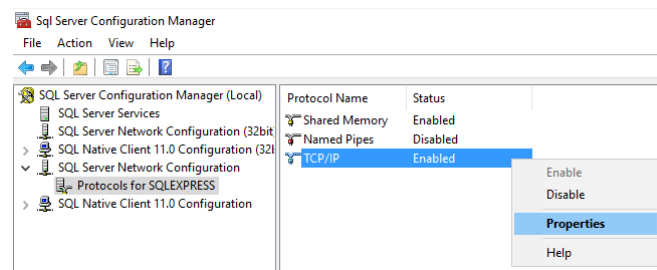 Sql Server Configuration Manager
File Action View Help
SQL Server Configuration Manager (Local)
SQL Server Services
SQL Server Network Configuration (32bit
SQL Native Client 11.0 Configuration (32b
SQL Server Network Configuration
Protocols for SQLEXPRESS
SQL Native Client 11.0 Configuration
Protocol Name Status
Shared Memory Enabled
Named Pipes Disabled
TCP/IP Enabled
Enable
Disable
Properties
Help